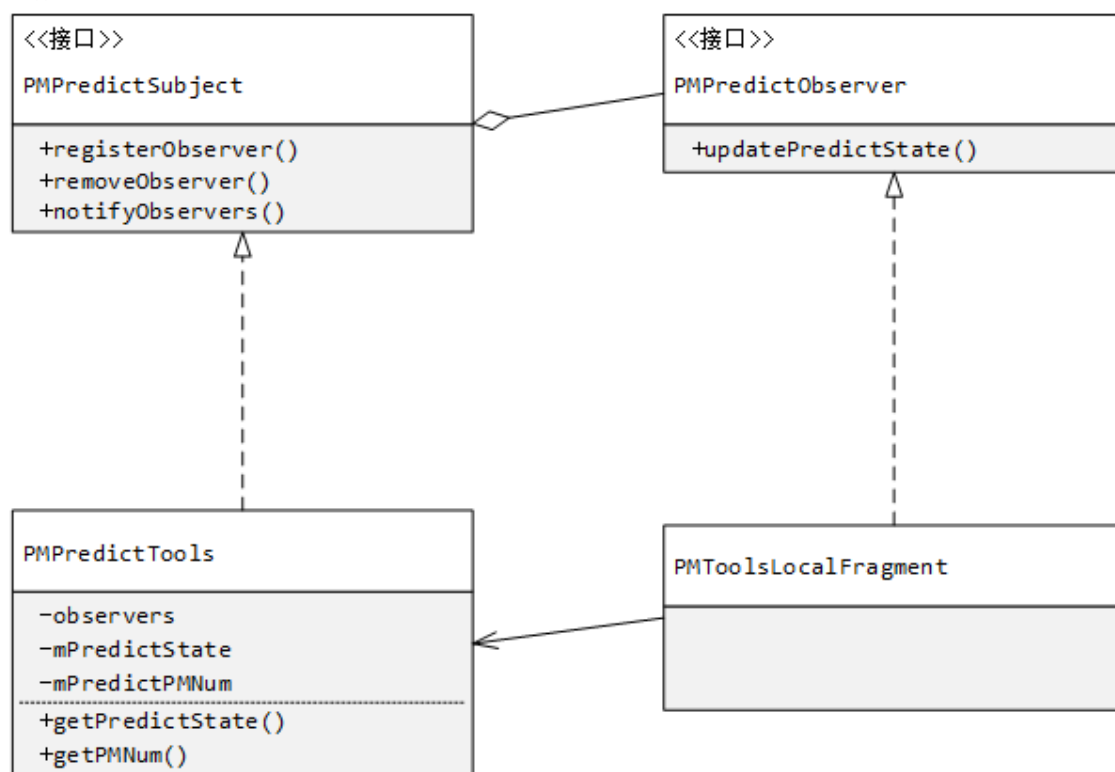 <<接口>>
PMPredictSubject
+registerObserver()
+removeObserver()
+notifyObservers()
<<接口>>
PMPredictObserver
+updatePredictState()
PMPredictTools
-observers
-mPredictState
-mPredictPMNum
+getPredictState()
+getPMNum()
PMToolsLocalFragment